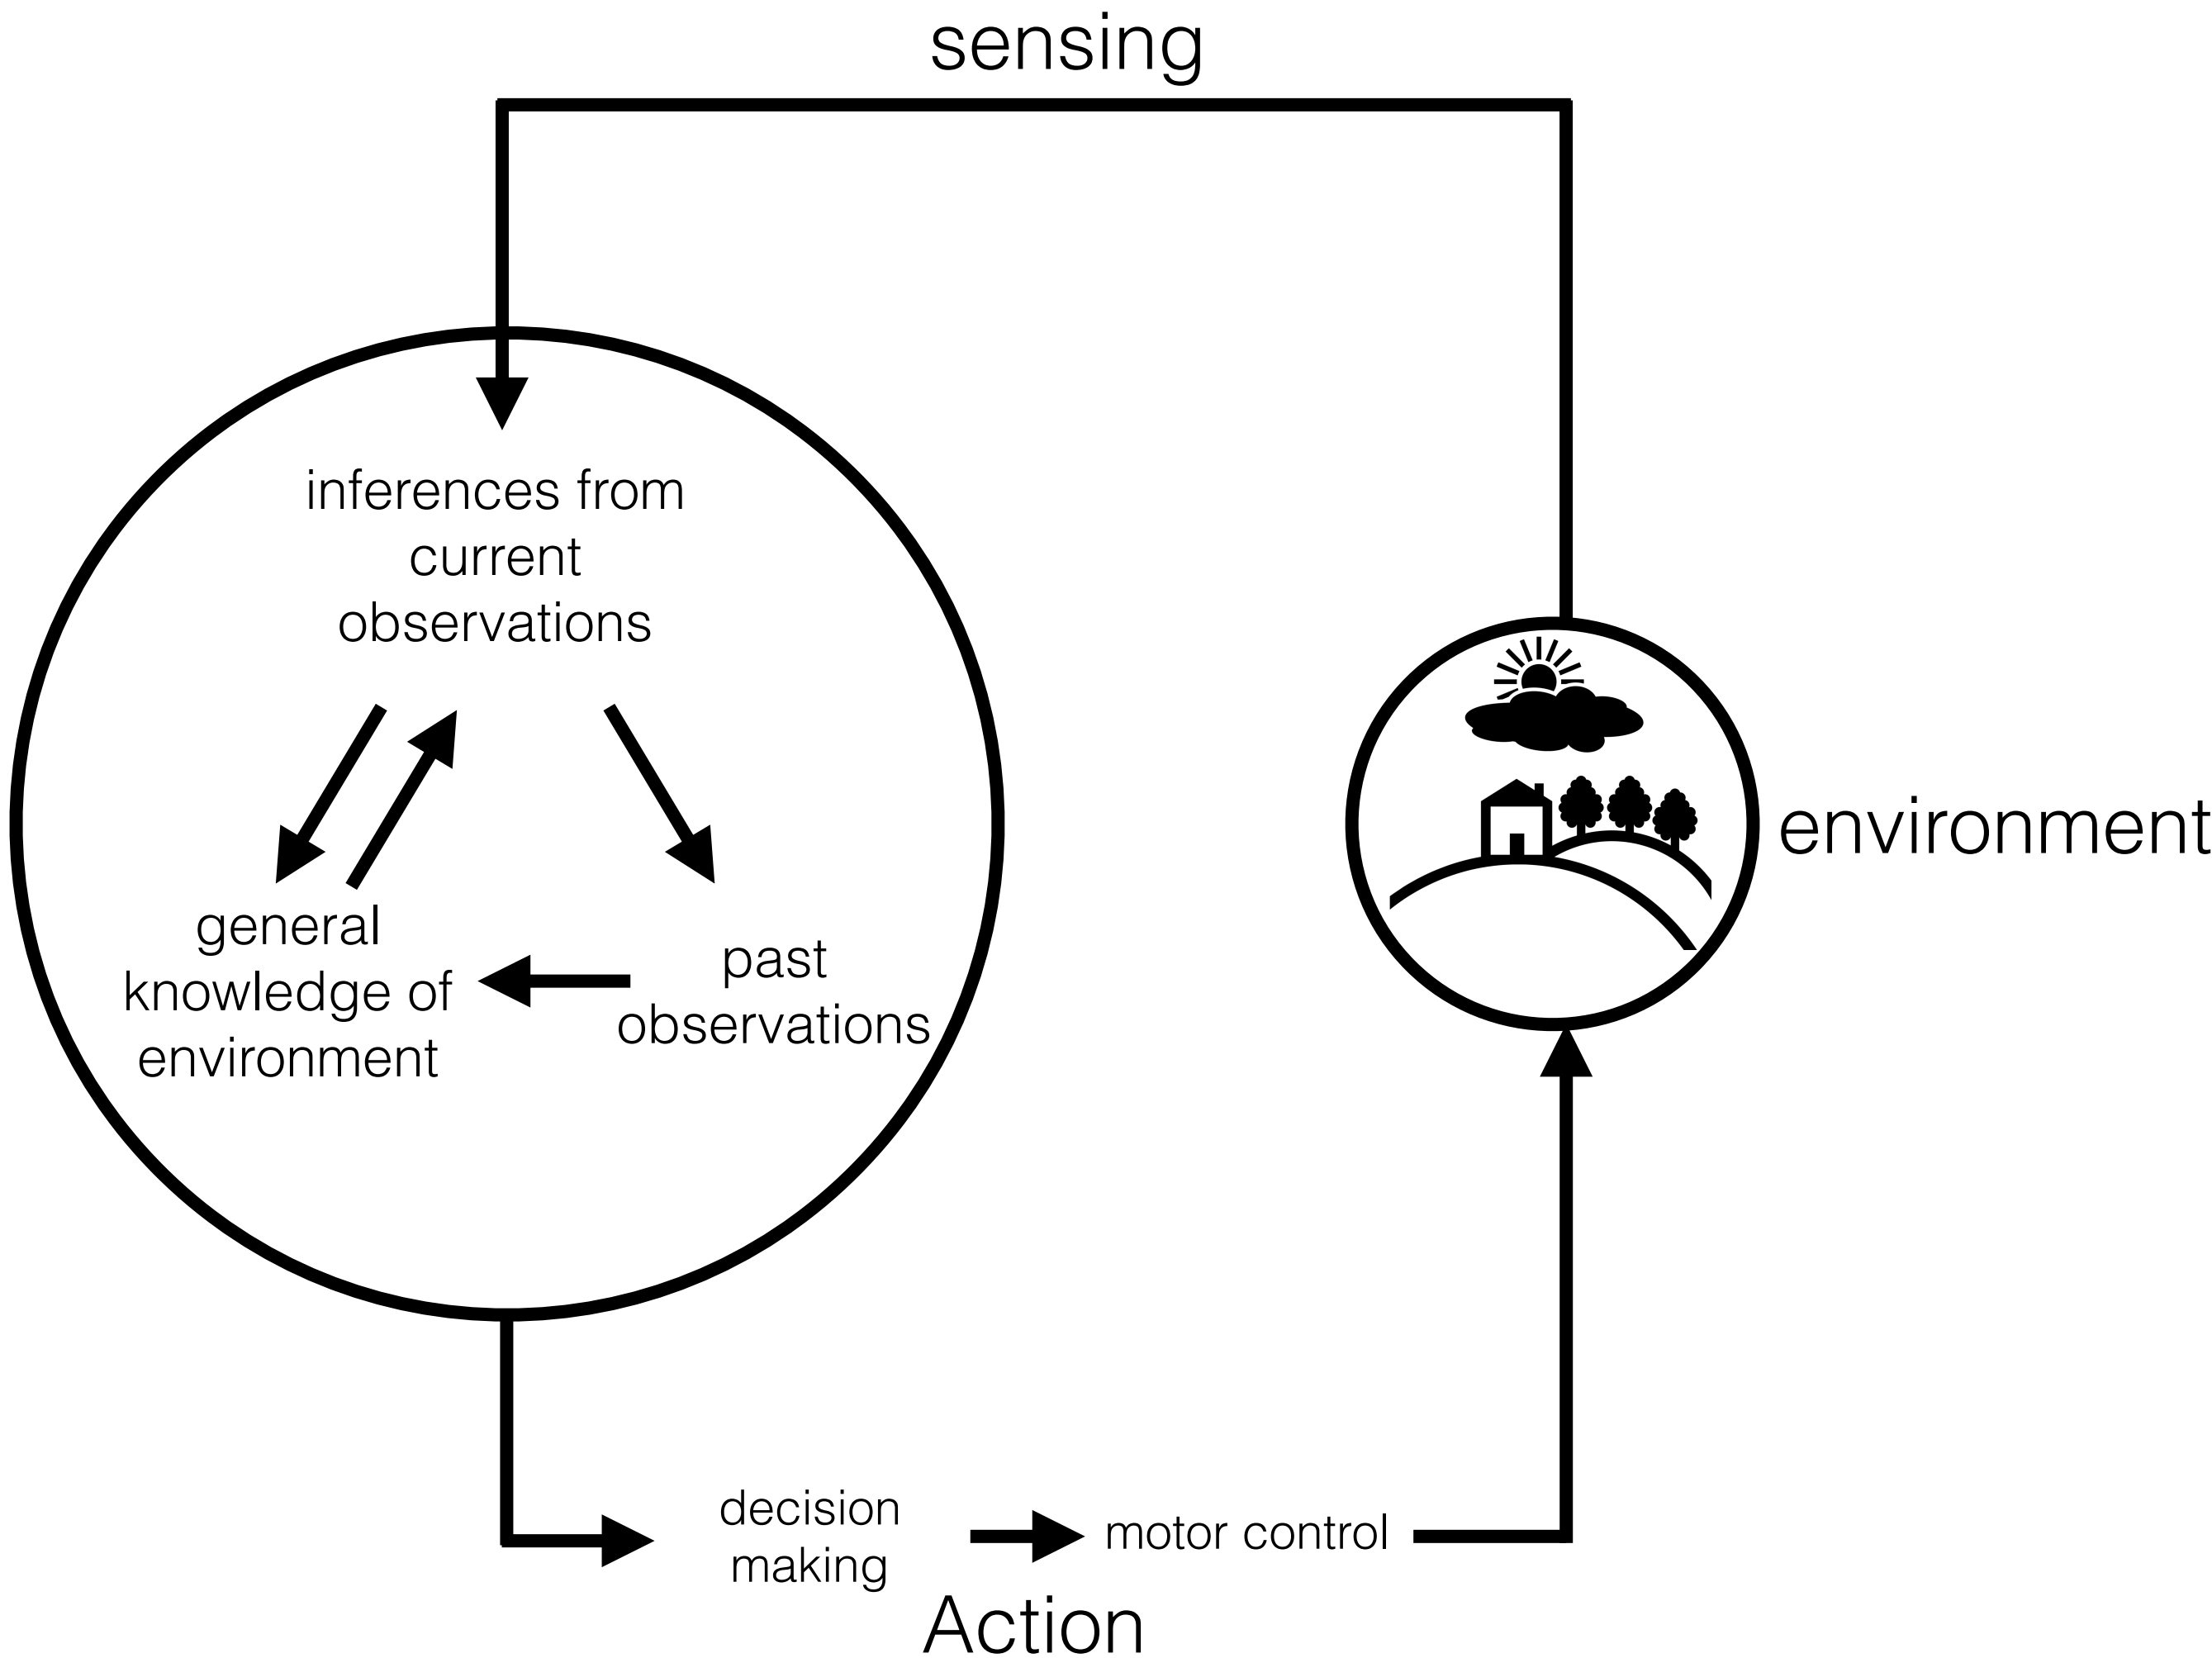 sensing
inferences from
current
observations
general
knowledge of
environment
past
observations
environment
decision
making
motor control
Action